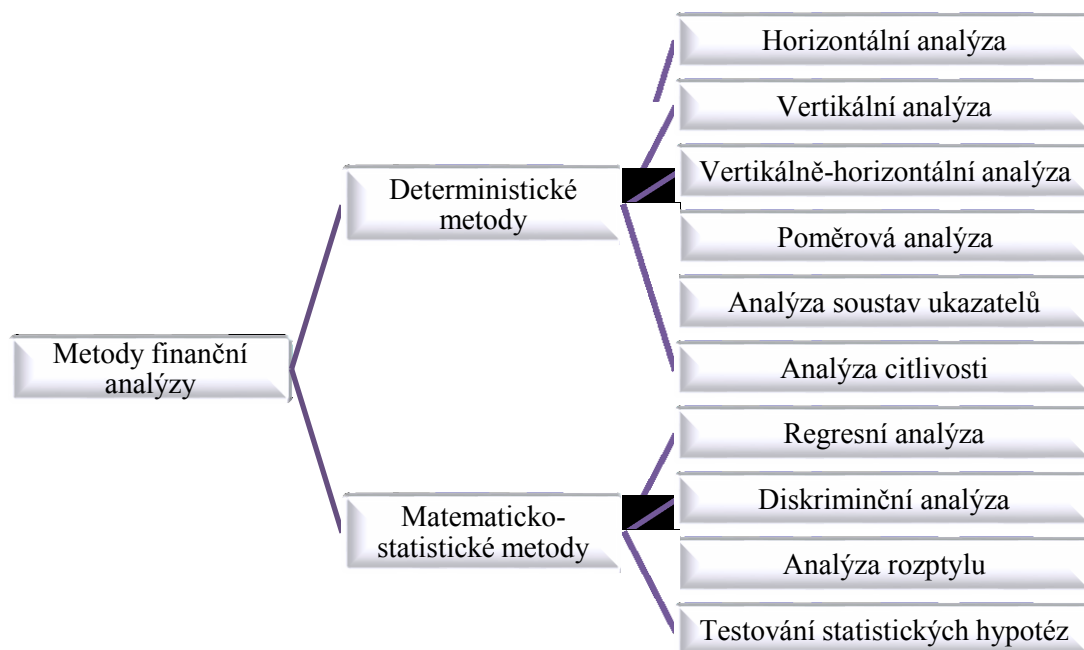 Metody finanční
analýzy
Deterministické
metody
Horizontální analýza
Vertikální analýza
Vertikálně-horizontální analýza
Poměrová analýza
Analýza soustav ukazatelů
Analýza citlivosti
Matematicko-
statistické metody
Regresní analýza
Diskriminční analýza
Analýza rozptylu
Testování statistických hypotéz